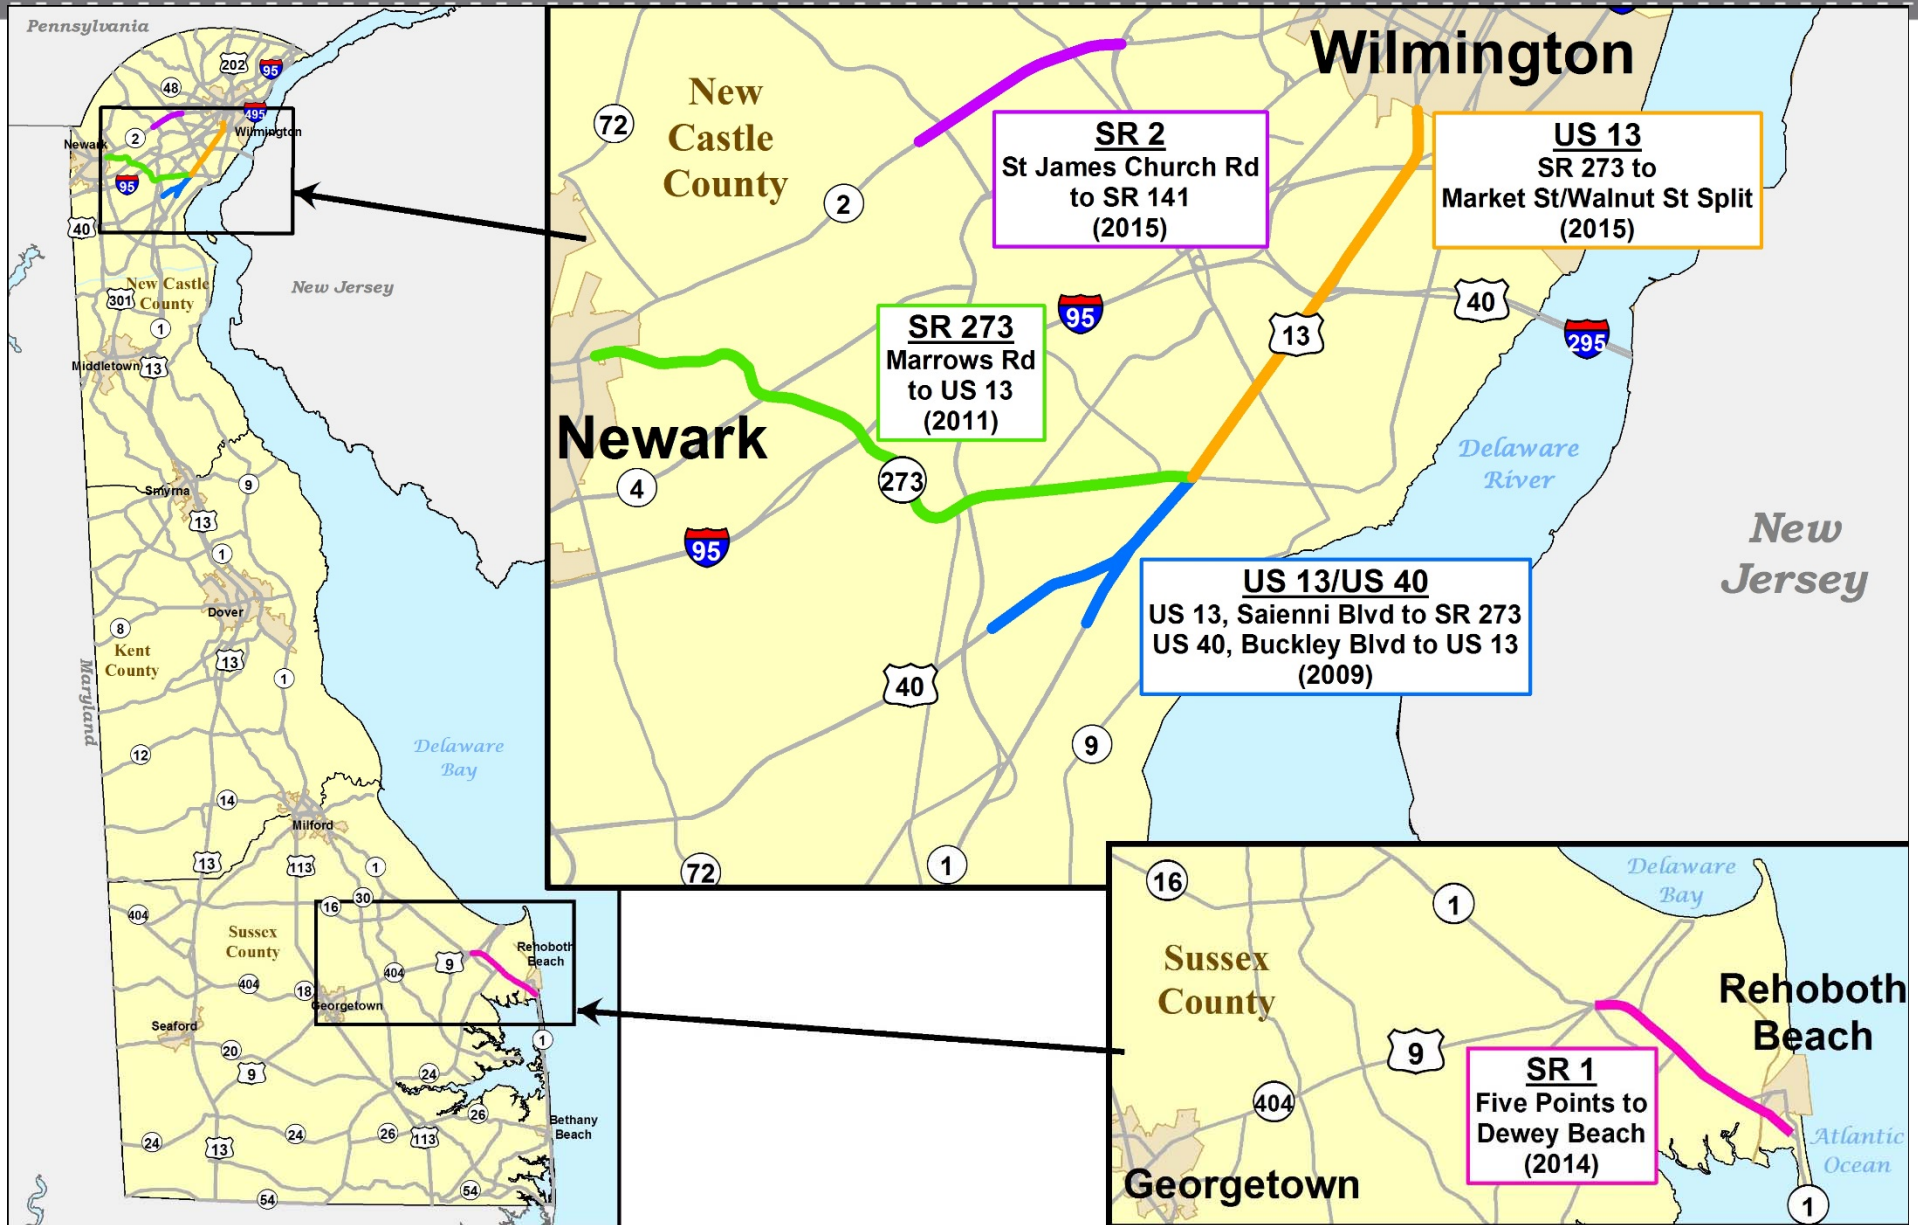 Pennsylvania
202
95
48
495
Wilmington
2
Newark
95
40
New Jersey
New Castle
County
301
1
Middletown
13
Smyrna
9
13
1
Dover
8
Kent
County
13
1
Maryland
12
Delaware
Bay
14
Milford
13
113
1
30
16
404
Sussex
County
Rehoboth
Beach
9
404
404
18
Georgetown
Seaford
1
20
9
24
26
Bethany
Beach
24
13
24
26
113
54
54
Wilmington
New
Castle
County
72
2
SR 2
St James Church Rd
to SR 141
(2015)
US 13
SR 273 to
Market St/Walnut St Split
(2015)
40
295
95
13
SR 273
Marrows Rd
to US 13
(2011)
Newark
4
273
95
Delaware
River
New
Jersey
US 13/US 40
US 13, Saienni Blvd to SR 273
US 40, Buckley Blvd to US 13
(2009)
40
9
72
1
16
1
Delaware
Bay
Sussex
County
Rehoboth
Beach
9
404
SR 1
Five Points to
Dewey Beach
(2014)
Georgetown
Atlantic
Ocean
1